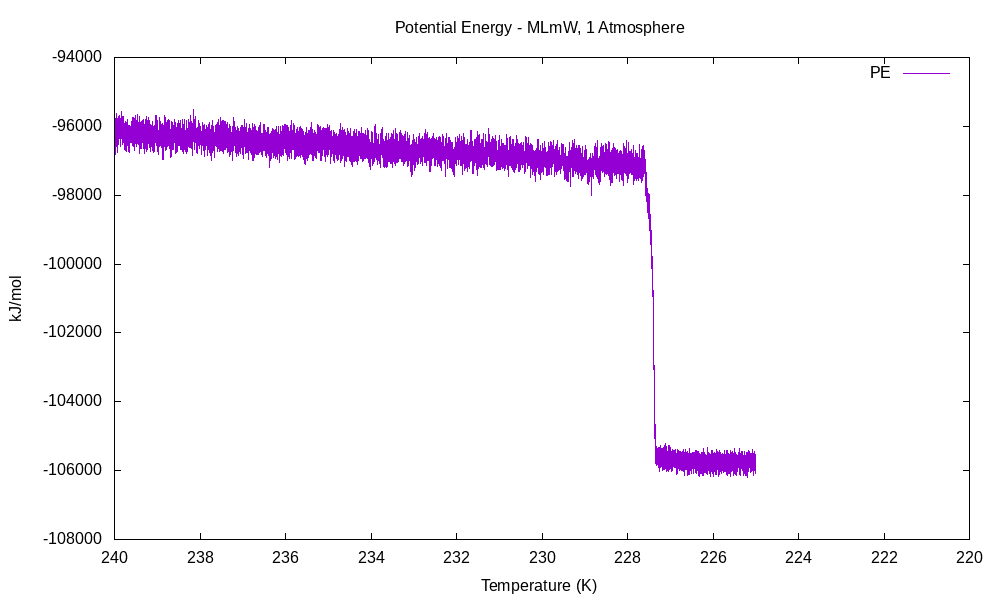 Potential Energy - MLmW, 1 Atmosphere
PE
-94000
-96000
-98000
-100000
-102000
-104000
-106000
-108000
kJ/mol
240 238 236 234 232 230 228 226 224 222 220
Temperature (K)